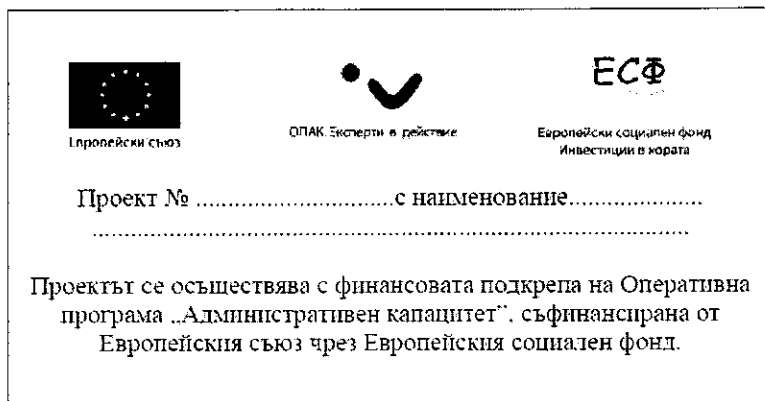 ЕСФ
Европейски съюз
ОПАК. Експерти в действие
Европейски социален фонд
Инвестиции в хората
Проект № .............................с наименование....................
.......................................................................................
Проектът се осъществява с финансовата подкрепа на Оперативна
програма „Административен капацитет”, съфинансирана от
Европейския съюз чрез Европейския социален фонд.